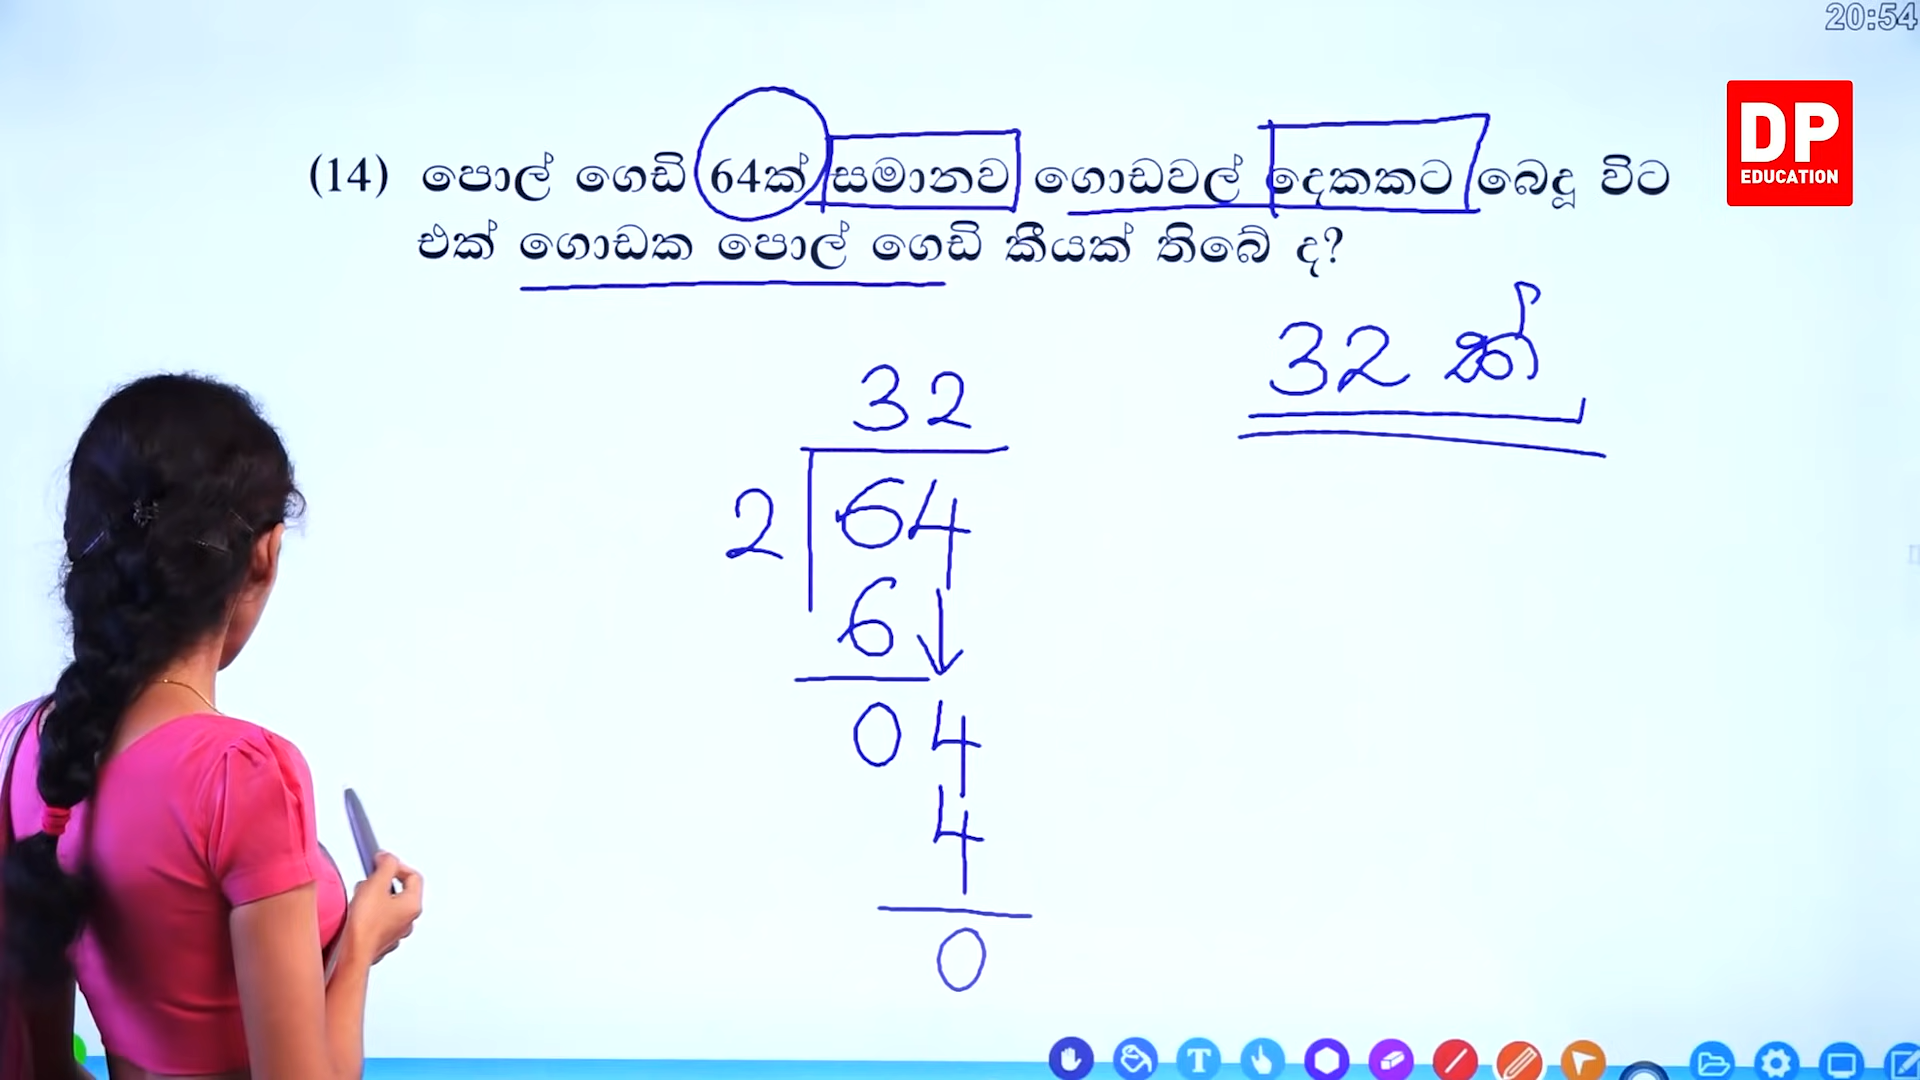 20:54
DP
EDUCATION
(14) පොල් ගෙඩි 64ක් සමානව ගොඩවල් දෙකකට බෙදූ විට
එක් ගොඩක පොල් ගෙඩි කීයක් තිබේ ද?
32 ක්
32
2 64
6
04
4
0
T